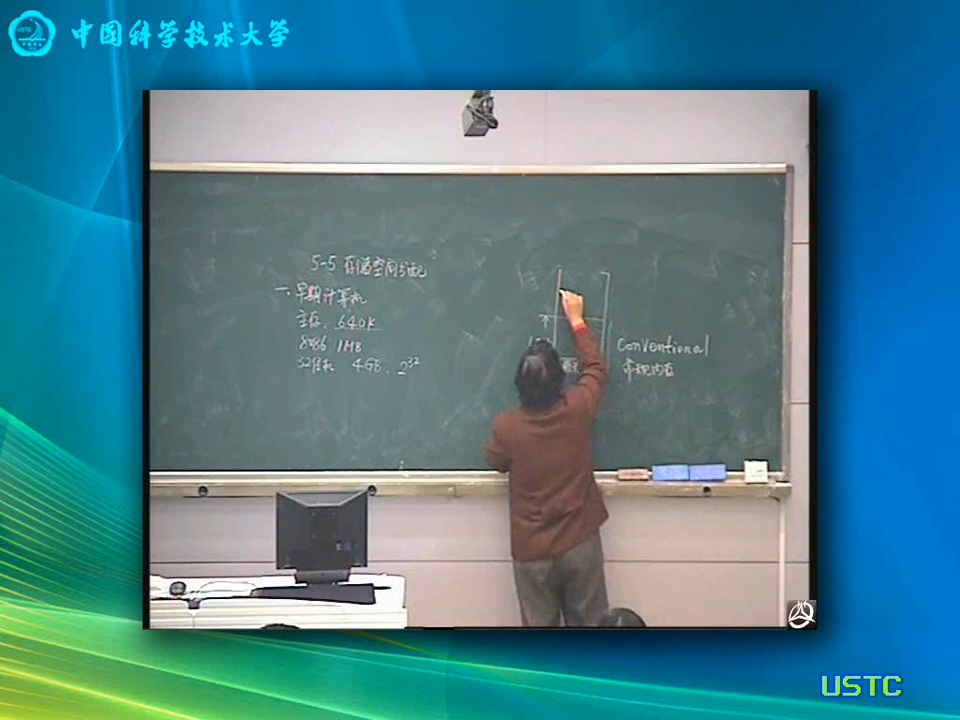 中国科学技术大学
5-5 存储空间分配
一、早期计算机
主存、640K
8086 1MB
32位机 4GB、2^32
conventional
常规内存
USTC